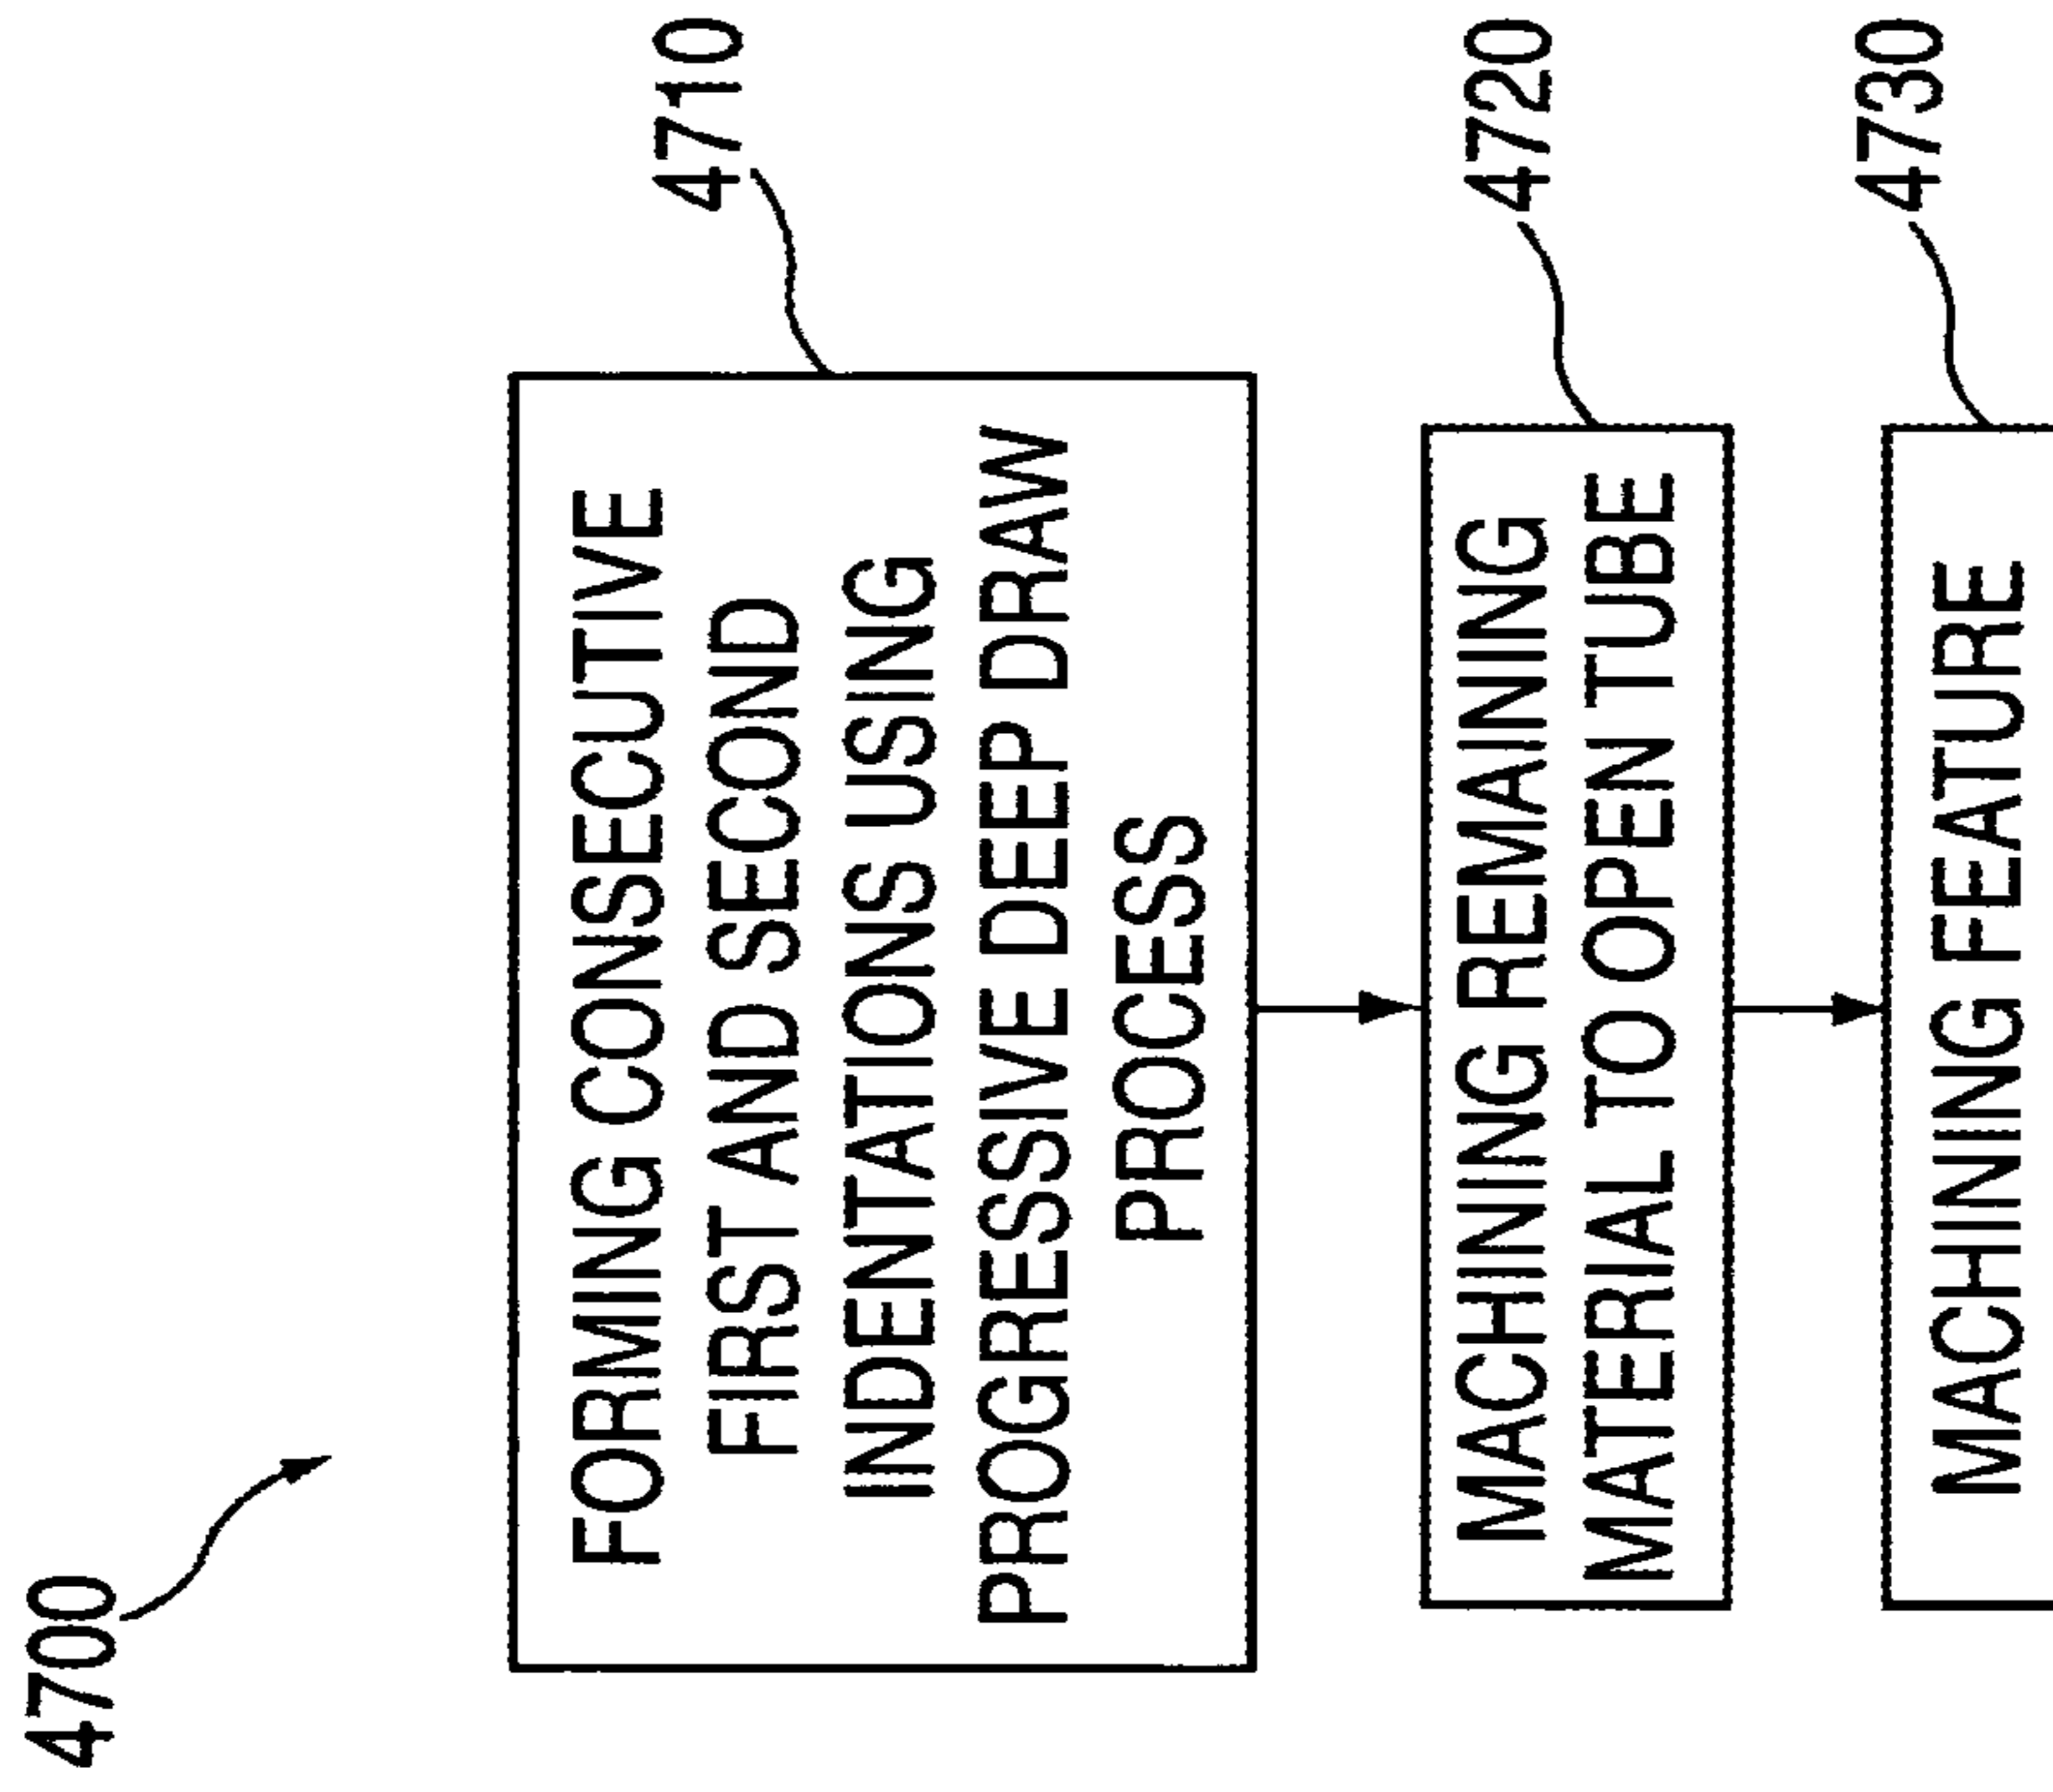 4700
FORMING CONSECUTIVE
FIRST AND SECOND
INDENTATIONS USING
PROGRESSIVE DEEP DRAW
PROCESS
4710
MACHINING REMAINING
MATERIAL TO OPEN TUBE
4720
MACHINING FEATURE
4730